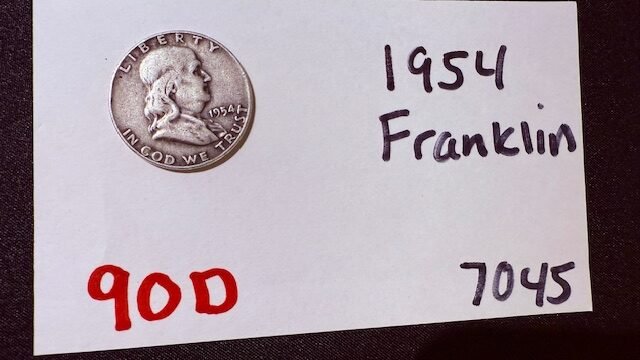 LIBERTY
1954
IN GOD WE TRUST
1954
Franklin
90D
7045